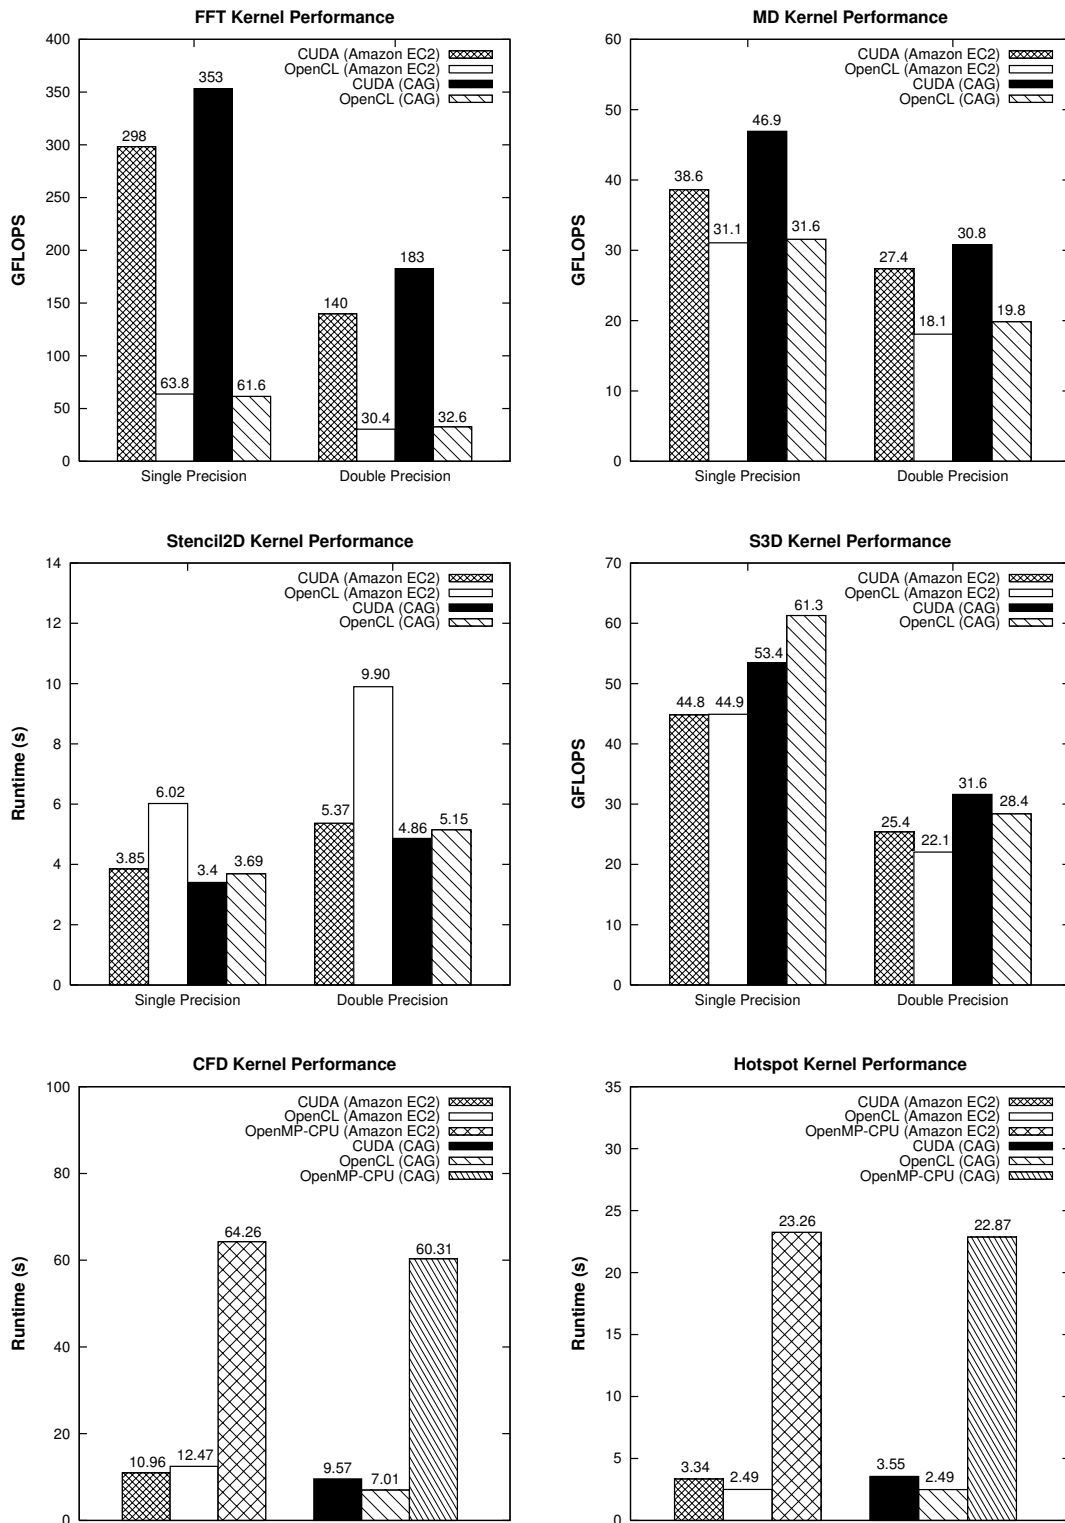 FFT Kernel Performance
400
350
300
250
200
150
100
50
0
GFLOPS
CUDA (Amazon EC2)
OpenCL (Amazon EC2)
CUDA (CAG)
OpenCL (CAG)
298
63.8
353
61.6
140
30.4
183
32.6
Single Precision
Double Precision
MD Kernel Performance
60
50
40
30
20
10
0
GFLOPS
CUDA (Amazon EC2)
OpenCL (Amazon EC2)
CUDA (CAG)
OpenCL (CAG)
38.6
31.1
46.9
31.6
27.4
18.1
30.8
19.8
Single Precision
Double Precision
Stencil2D Kernel Performance
14
12
10
8
6
4
2
0
Runtime (s)
CUDA (Amazon EC2)
OpenCL (Amazon EC2)
CUDA (CAG)
OpenCL (CAG)
3.85
6.02
3.4
3.69
5.37
9.90
4.86
5.15
Single Precision
Double Precision
S3D Kernel Performance
70
60
50
40
30
20
10
0
GFLOPS
CUDA (Amazon EC2)
OpenCL (Amazon EC2)
CUDA (CAG)
OpenCL (CAG)
44.8
44.9
53.4
61.3
25.4
22.1
31.6
28.4
Single Precision
Double Precision
CFD Kernel Performance
100
80
60
40
20
0
Runtime (s)
CUDA (Amazon EC2)
OpenCL (Amazon EC2)
OpenMP-CPU (Amazon EC2)
CUDA (CAG)
OpenCL (CAG)
OpenMP-CPU (CAG)
10.96
12.47
64.26
9.57
7.01
60.31
Hotspot Kernel Performance
35
30
25
20
15
10
5
0
Runtime (s)
CUDA (Amazon EC2)
OpenCL (Amazon EC2)
OpenMP-CPU (Amazon EC2)
CUDA (CAG)
OpenCL (CAG)
OpenMP-CPU (CAG)
3.34
2.49
23.26
3.55
2.49
22.87